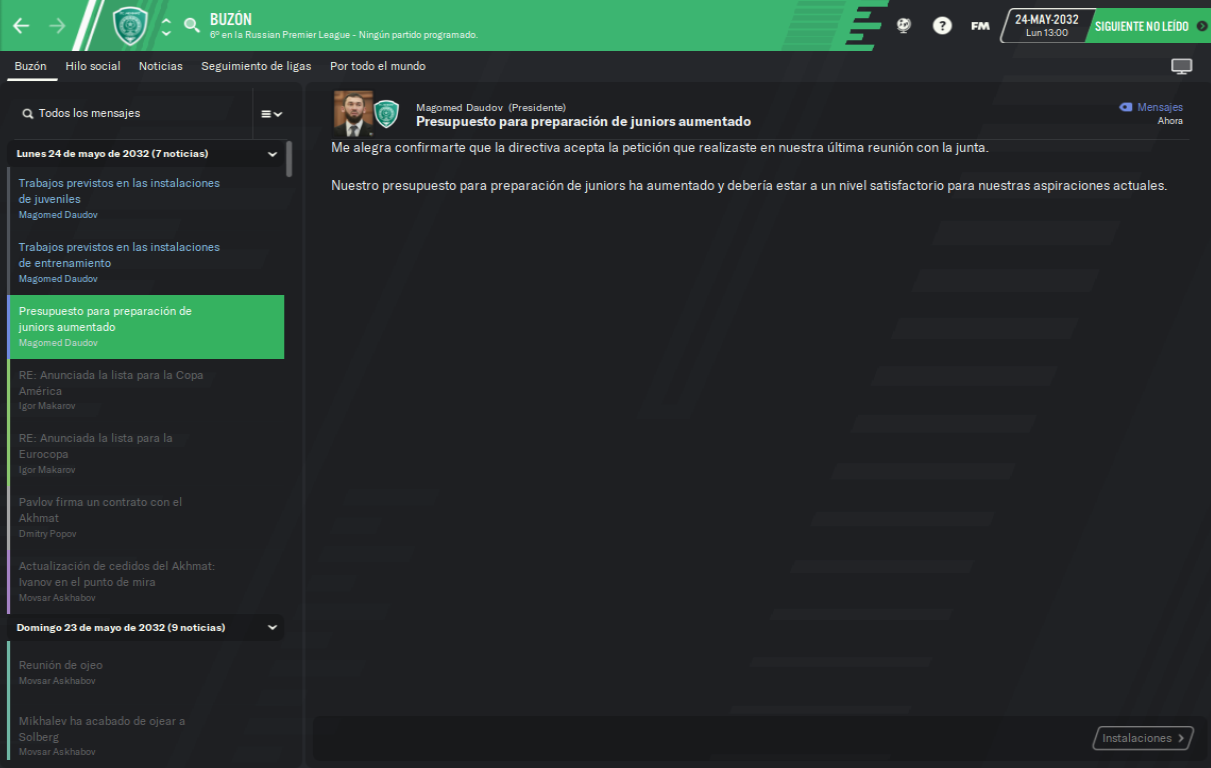 BUZÓN
6º en la Russian Premier League - Ningún partido programado.
?
FM
24-MAY-2032
Lun 13:00
SIGUIENTE NO LEÍDO
Buzón
Hilo social
Noticias
Seguimiento de ligas
Por todo el mundo
Todos los mensajes
Lunes 24 de mayo de 2032 (7 noticias)
Trabajos previstos en las instalaciones
de juveniles
Magomed Daudov
Trabajos previstos en las instalaciones
de entrenamiento
Magomed Daudov
Presupuesto para preparación de
juniors aumentado
Magomed Daudov
RE: Anunciada la lista para la Copa
América
Igor Makarov
RE: Anunciada la lista para la
Eurocopa
Igor Makarov
Pavlov firma un contrato con el
Akhmat
Dmitry Popov
Actualización de cedidos del Akhmat:
Ivanov en el punto de mira
Movsar Askhabov
Domingo 23 de mayo de 2032 (9 noticias)
Reunión de ojeo
Movsar Askhabov
Mikhalev ha acabado de ojear a
Solberg
Movsar Askhabov
Magomed Daudov (Presidente)
Presupuesto para preparación de juniors aumentado
Mensajes
Ahora
Me alegra confirmarte que la directiva acepta la petición que realizaste en nuestra última reunión con la junta.
Nuestro presupuesto para preparación de juniors ha aumentado y debería estar a un nivel satisfactorio para nuestras aspiraciones actuales.
Instalaciones